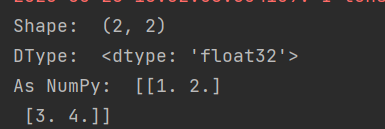 Shape:  (2, 2)
DType:  <dtype: 'float32'>
As NumPy:  [[1. 2.]
 [3. 4.]]